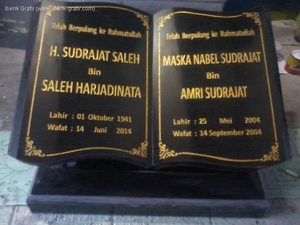 Ibenk Grafir (www.ibenk-grafir.com)
Telah Berpulang ke Rahmatullah
H. SUDRAJAT SALEH
Bin
SALEH HARJADINATA
Lahir : 01 Oktober 1941
Wafat : 14 Juni 2014
Telah Berpulang ke Rahmatullah
MASKA NABEL SUDRAJAT
Bin
AMRI SUDRAJAT
Lahir : 25 Mei 2004
Wafat : 14 September 2004